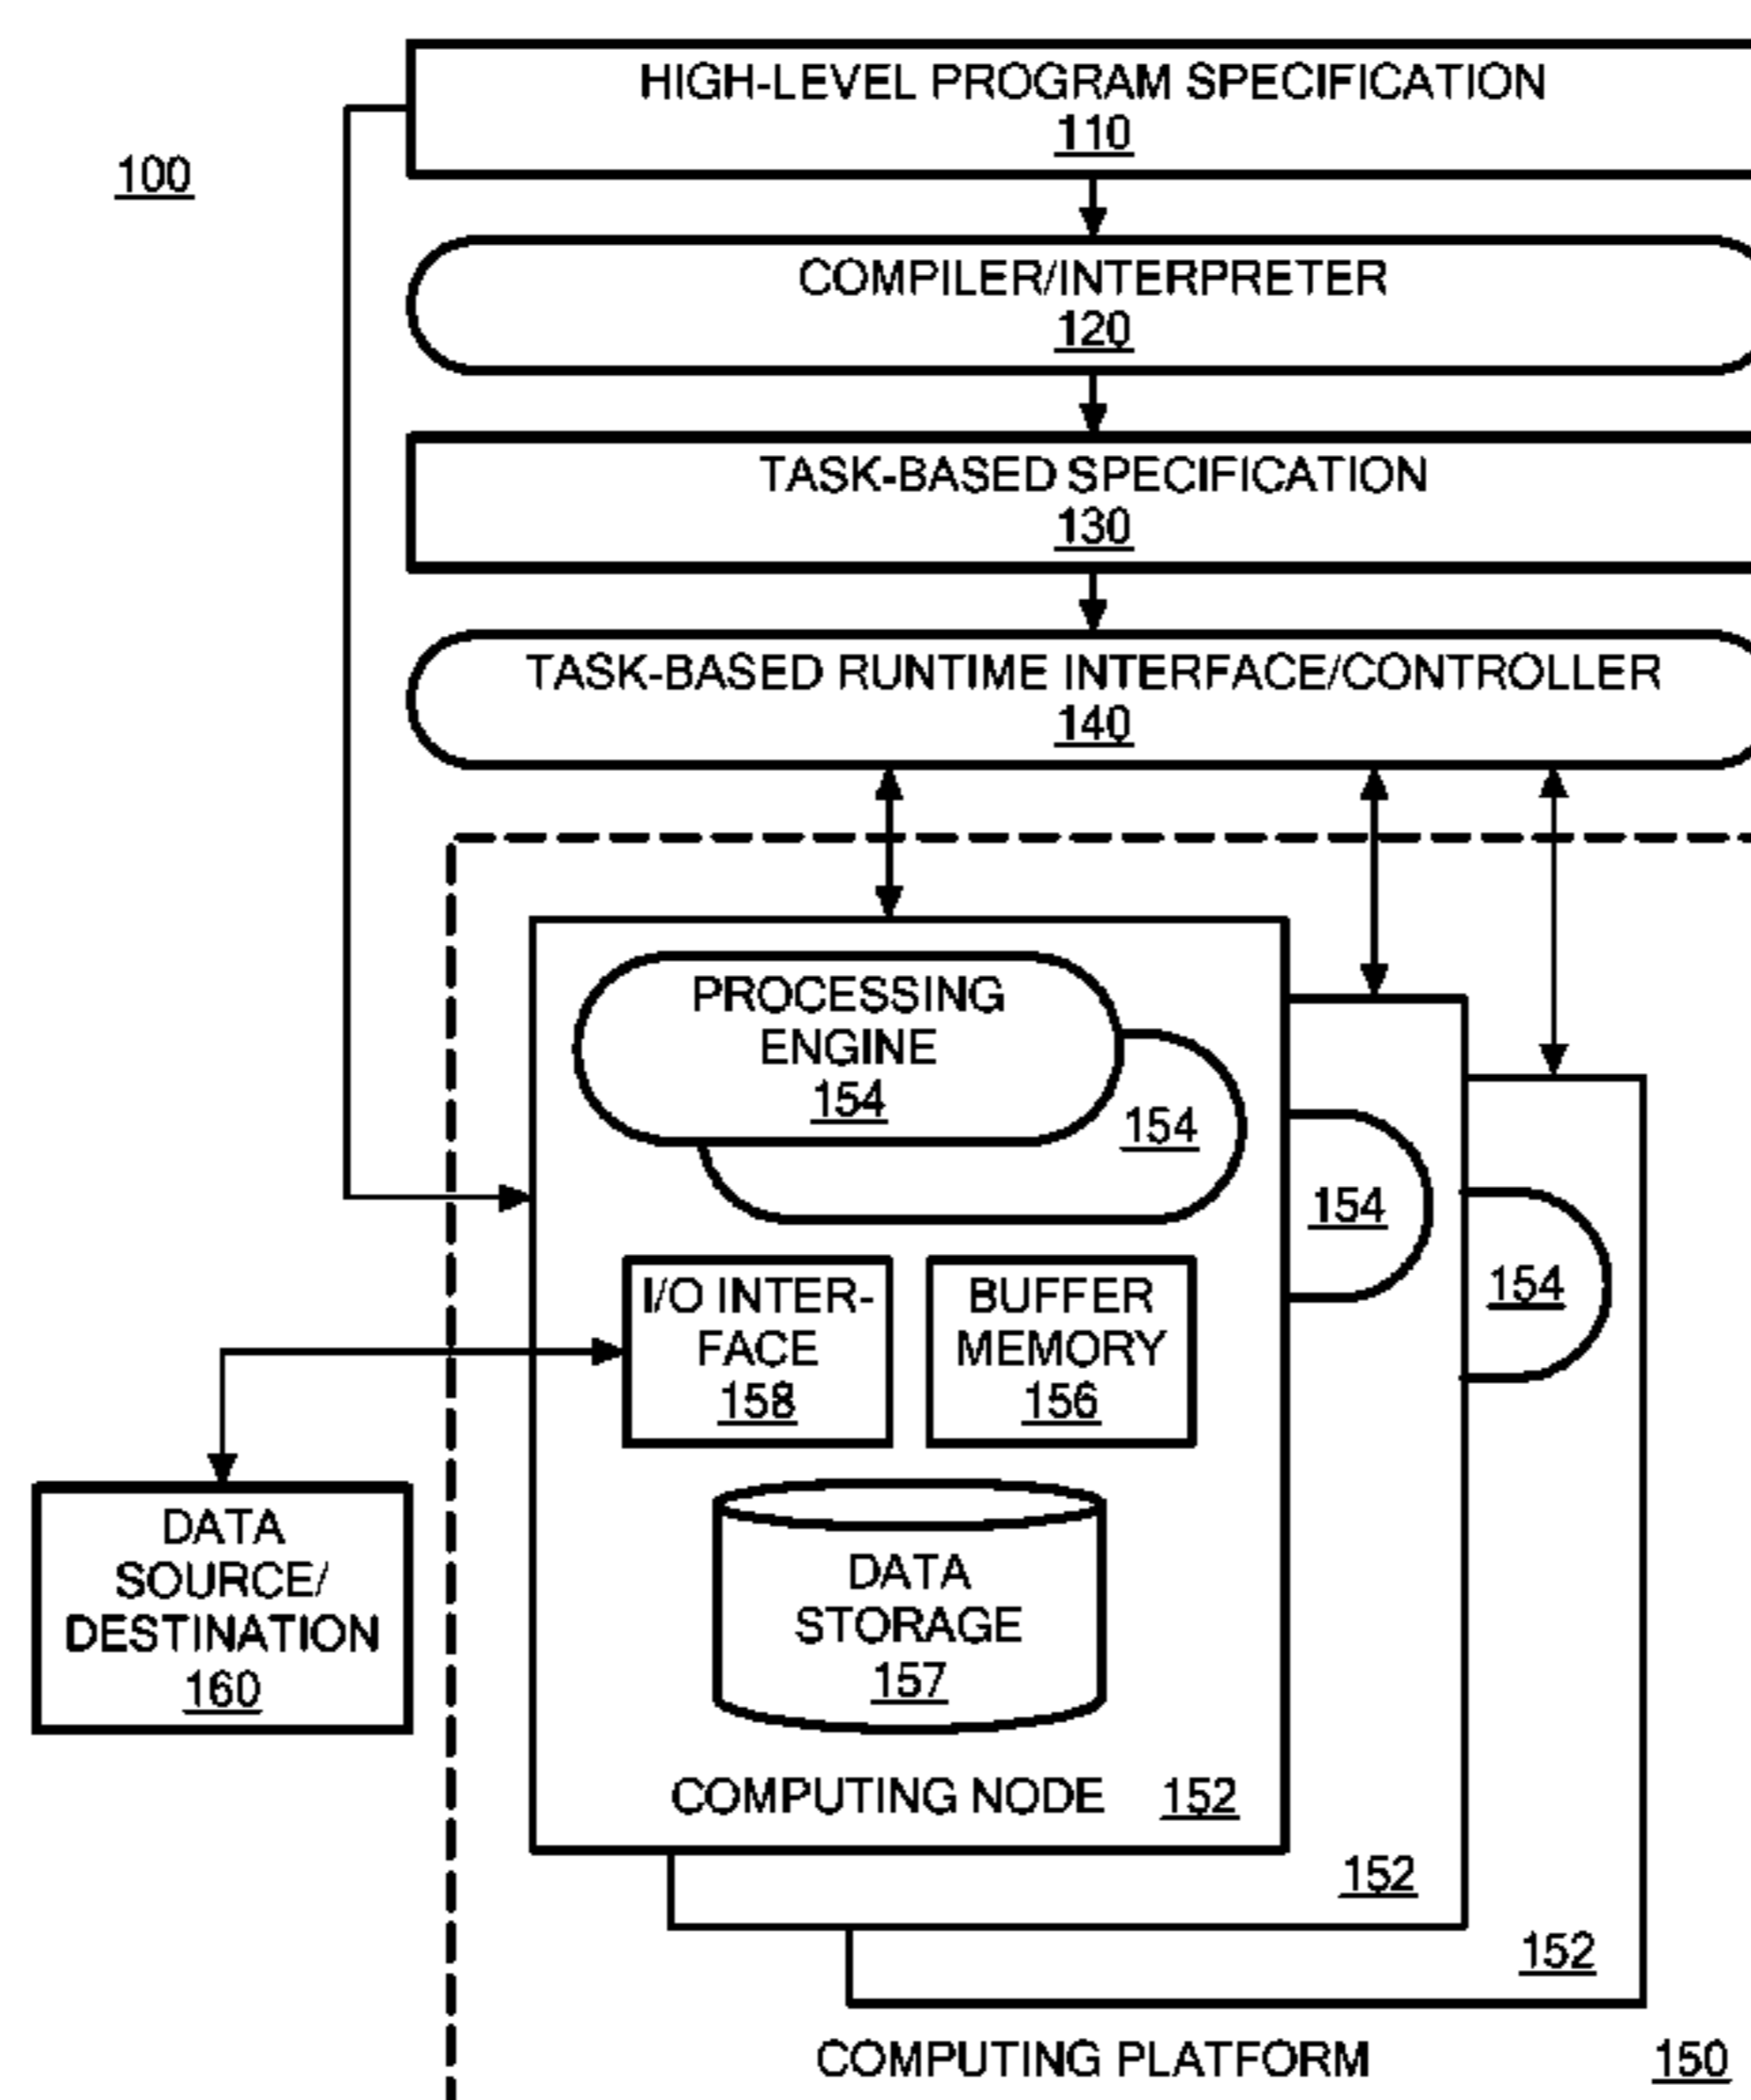 HIGH-LEVEL PROGRAM SPECIFICATION
110
100
COMPILER/INTERPRETER
120
TASK-BASED SPECIFICATION
130
TASK-BASED RUNTIME INTERFACE/CONTROLLER
140
PROCESSING
ENGINE
154
154
154
154
I/O INTER-
FACE
158
BUFFER
MEMORY
156
DATA
SOURCE/
DESTINATION
160
DATA
STORAGE
157
COMPUTING NODE 152
152
152
COMPUTING PLATFORM 150